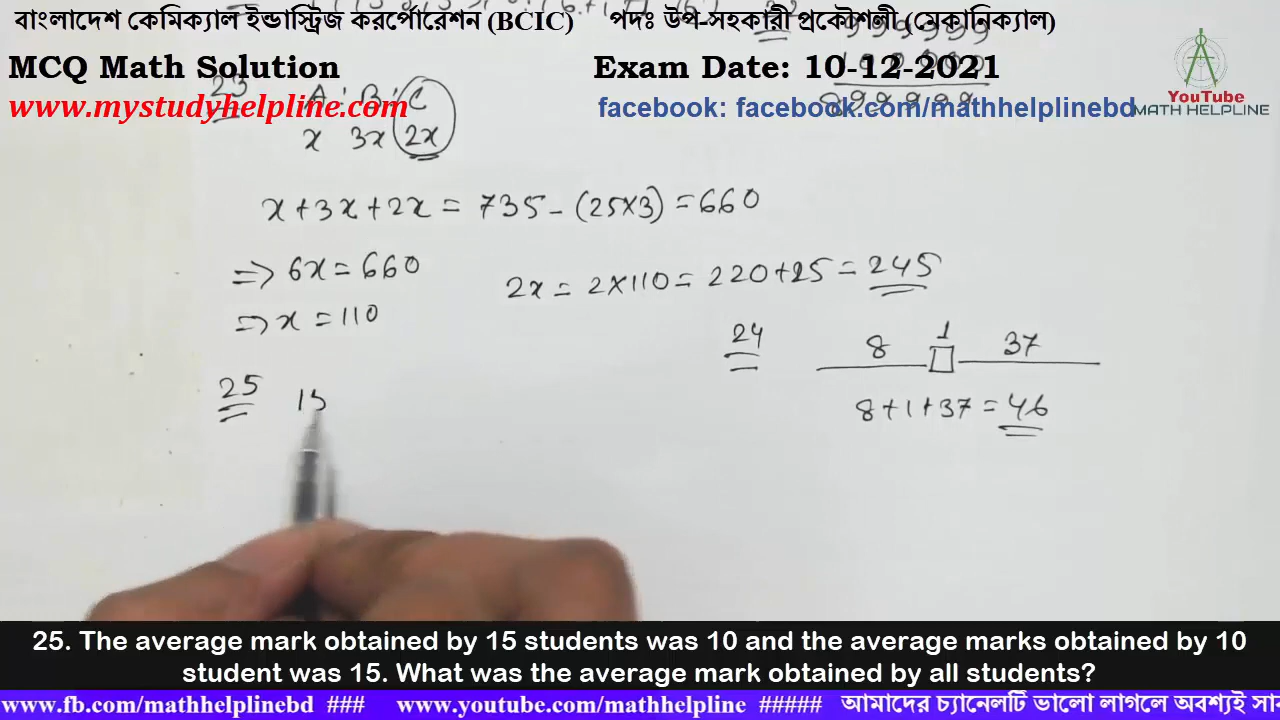 বাংলাদেশ কেমিক্যাল ইন্ডাস্ট্রিজ করপোরেশন (BCIC) পদঃ উপ-সহকারী প্রকৌশলী (মেকানিক্যাল)
MCQ Math Solution Exam Date: 10-12-2021
www.mystudyhelpline.com facebook: facebook.com/mathhelplinebd
YouTube
MATH HELPLINE
23 A : B : C
x 3x 2x
x+3x+2x = 735 - (25×3) = 660
=> 6x = 660
2x = 2×110 = 220+25 = 245
=> x = 110
24 8 1 37
8+1+37 = 46
25 15
25. The average mark obtained by 15 students was 10 and the average marks obtained by 10
student was 15. What was the average mark obtained by all students?
www.fb.com/mathhelplinebd ### www.youtube.com/mathhelplinebd ##### আমাদের চ্যানেলটি ভালো লাগলে অবশ্যই